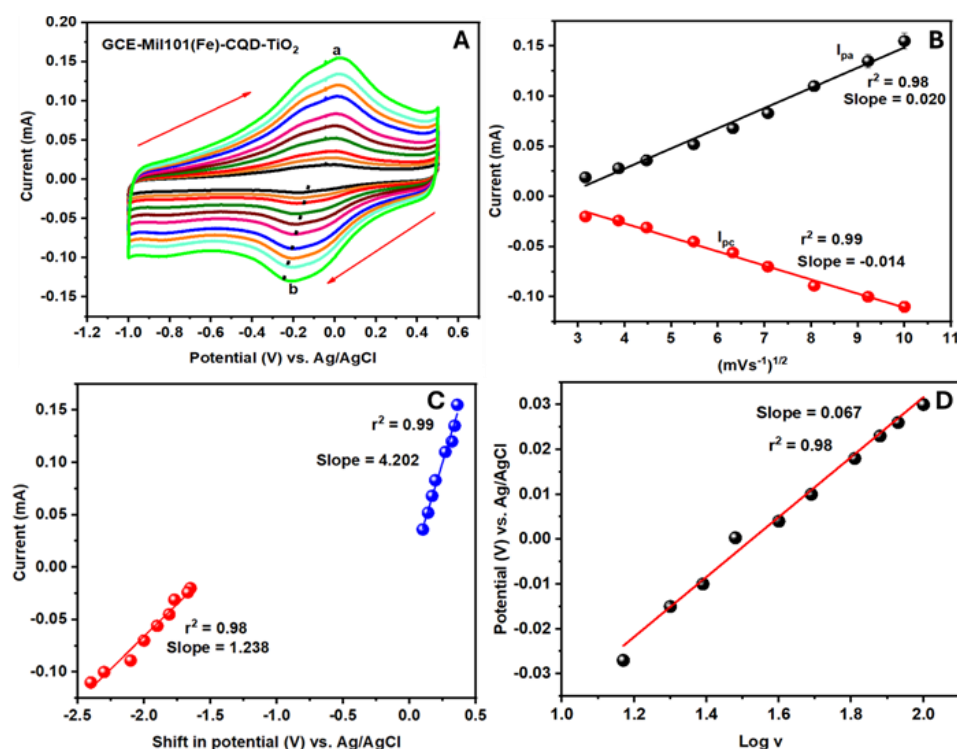 GCE-Mil101(Fe)-CQD-TiO₂
A
a
b
0.20
0.15
0.10
0.05
0.00
-0.05
-0.10
-0.15
Current (mA)
-1.0 -0.8 -0.6 -0.4 -0.2 0.0 0.2 0.4 0.6
Potential (V) vs. Ag/AgCl
B
Iₚₐ
r² = 0.98
Slope = 0.020
Iₚc
r² = 0.99
Slope = -0.014
0.20
0.15
0.10
0.05
0.00
-0.05
-0.10
Current (mA)
3 4 5 6 7 8 9 10 11
(mVs⁻¹)¹/²
C
r² = 0.99
Slope = 4.202
r² = 0.98
Slope = 1.238
0.15
0.10
0.05
0.00
-0.05
-0.10
Current (mA)
-2.5 -2.0 -1.5 -1.0 -0.5 0.0 0.5
Shift in potential (V) vs. Ag/AgCl
D
Slope = 0.067
r² = 0.98
0.03
0.02
0.01
0.00
-0.01
-0.02
-0.03
Potential (V) vs. Ag/AgCl
1.0 1.2 1.4 1.6 1.8 2.0
Log v